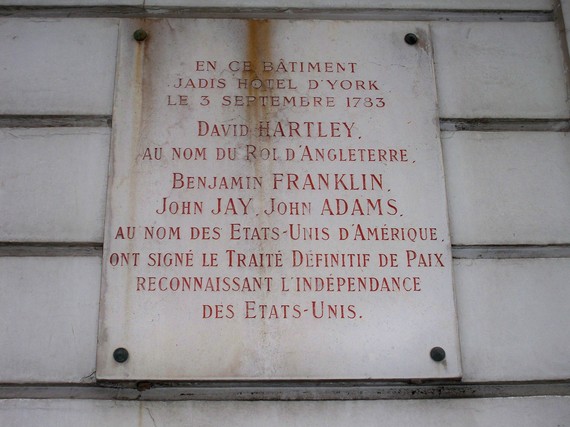 EN CE BÂTIMENT
JADIS HÔTEL D'YORK
LE 3 SEPTEMBRE 1783
DAVID HARTLEY,
AU NOM DU ROI D'ANGLETERRE,
BENJAMIN FRANKLIN,
JOHN JAY, JOHN ADAMS,
AU NOM DES ETATS-UNIS D'AMÉRIQUE,
ONT SIGNÉ LE TRAITÉ DÉFINITIF DE PAIX
RECONNAISSANT L'INDÉPENDANCE
DES ETATS-UNIS.